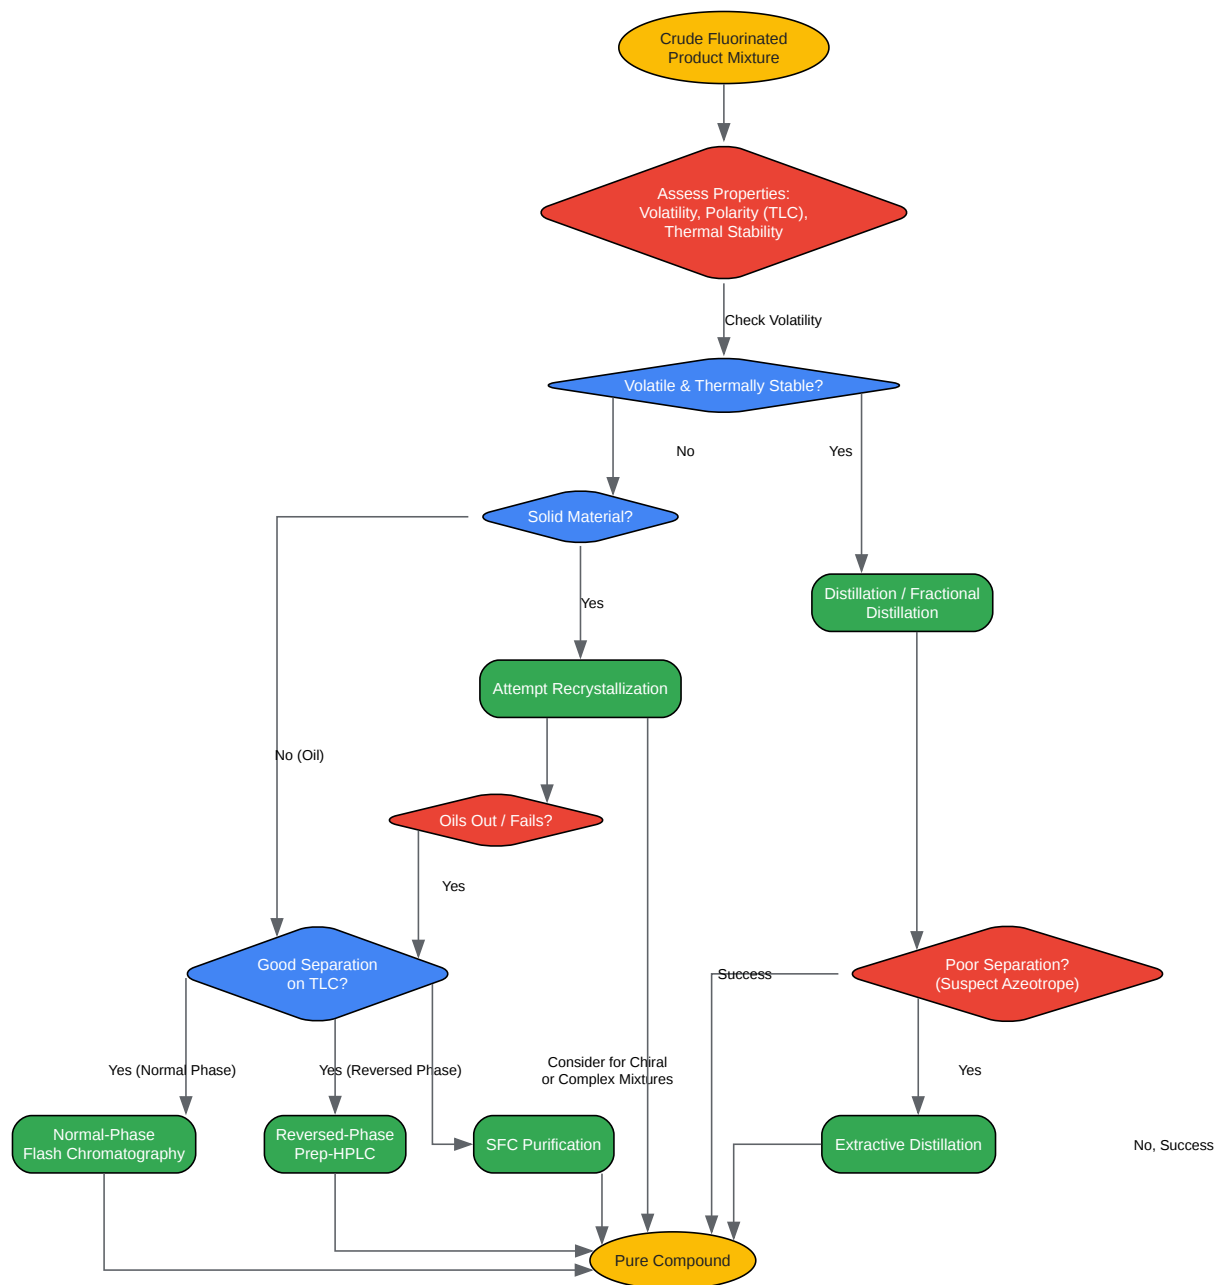 Crude Fluorinated
Product Mixture
Assess Properties:
Volatility, Polarity (TLC),
Thermal Stability
Check Volatility
Volatile & Thermally Stable?
No
Yes
Solid Material?
Yes
Distillation / Fractional
Distillation
Attempt Recrystallization
No (Oil)
Oils Out / Fails?
Yes
Good Separation
on TLC?
Success
Poor Separation?
(Suspect Azeotrope)
Yes (Normal Phase)
Yes (Reversed Phase)
Consider for Chiral
or Complex Mixtures
Yes
Normal-Phase
Flash Chromatography
Reversed-Phase
Prep-HPLC
SFC Purification
Extractive Distillation
No, Success
Pure Compound